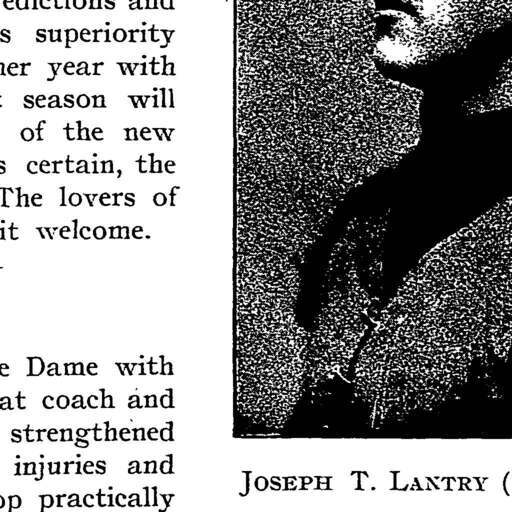 edictions and
s superiority
her year with
season will
of the new
s certain, the
The lovers of
it welcome.
e Dame with
at coach and
strengthened
injuries and
op practically
JOSEPH T. LANTRY (